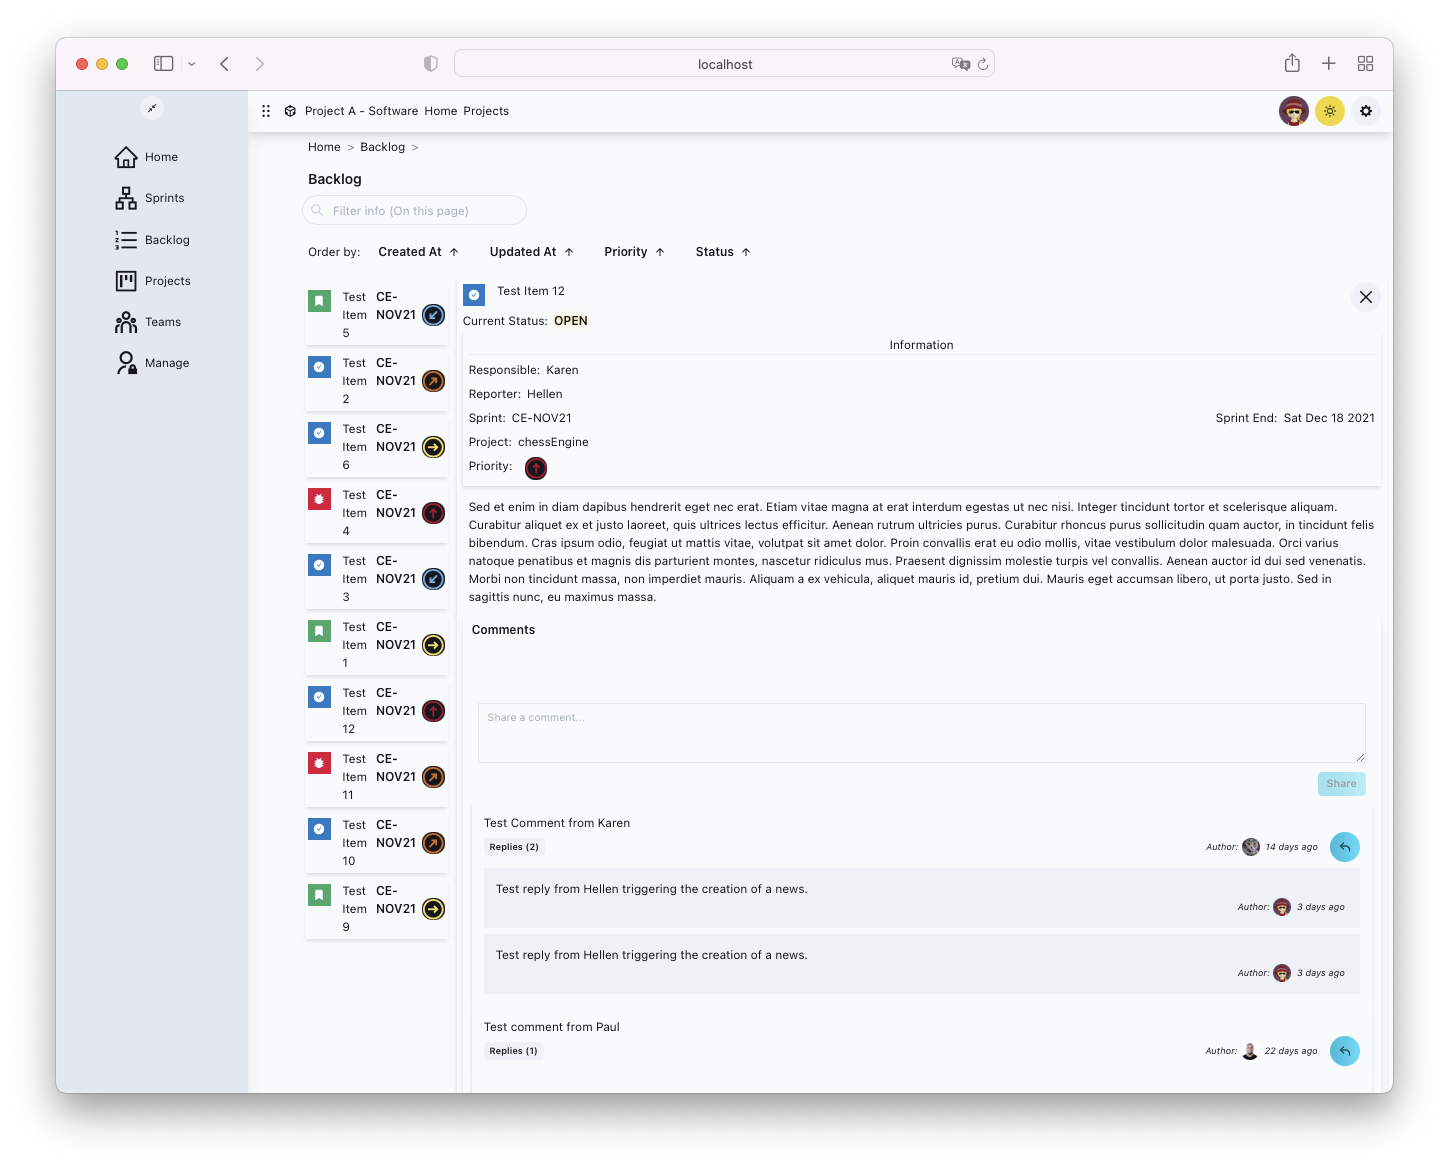 localhost
Project A - Software Home Projects
Home
Sprints
Backlog
Projects
Teams
Manage
Home > Backlog >
Backlog
Filter info (On this page)
Order by: Created At Updated At Priority Status
Test Item 5
CE-NOV21
Test Item 2
CE-NOV21
Test Item 6
CE-NOV21
Test Item 4
CE-NOV21
Test Item 3
CE-NOV21
Test Item 1
CE-NOV21
Test Item 12
CE-NOV21
Test Item 11
CE-NOV21
Test Item 10
CE-NOV21
Test Item 9
CE-NOV21
Test Item 12
Current Status: OPEN
Information
Responsible: Karen
Reporter: Hellen
Sprint: CE-NOV21 Sprint End: Sat Dec 18 2021
Project: chessEngine
Priority:
Sed et enim in diam dapibus hendrerit eget nec erat. Etiam vitae magna at erat interdum egestas ut nec nisi. Integer tincidunt tortor et scelerisque aliquam.
Curabitur aliquet ex et justo laoreet, quis ultrices lectus efficitur. Aenean rutrum ultricies purus. Curabitur rhoncus purus sollicitudin quam auctor, in tincidunt felis
bibendum. Cras ipsum odio, feugiat ut mattis vitae, volutpat sit amet dolor. Proin convallis erat eu odio mollis, vitae vestibulum dolor malesuada. Orci varius
natoque penatibus et magnis dis parturient montes, nascetur ridiculus mus. Praesent dignissim molestie turpis vel convallis. Aenean auctor id dui sed venenatis.
Morbi non tincidunt massa, non imperdiet mauris. Aliquam a ex vehicula, aliquet mauris id, pretium dui. Mauris eget accumsan libero, ut porta justo. Sed in
sagittis nunc, eu maximus massa.
Comments
Share a comment...
Share
Test Comment from Karen
Replies (2) Author: 14 days ago
Test reply from Hellen triggering the creation of a news.
Author: 3 days ago
Test reply from Hellen triggering the creation of a news.
Author: 3 days ago
Test comment from Paul
Replies (1) Author: 22 days ago